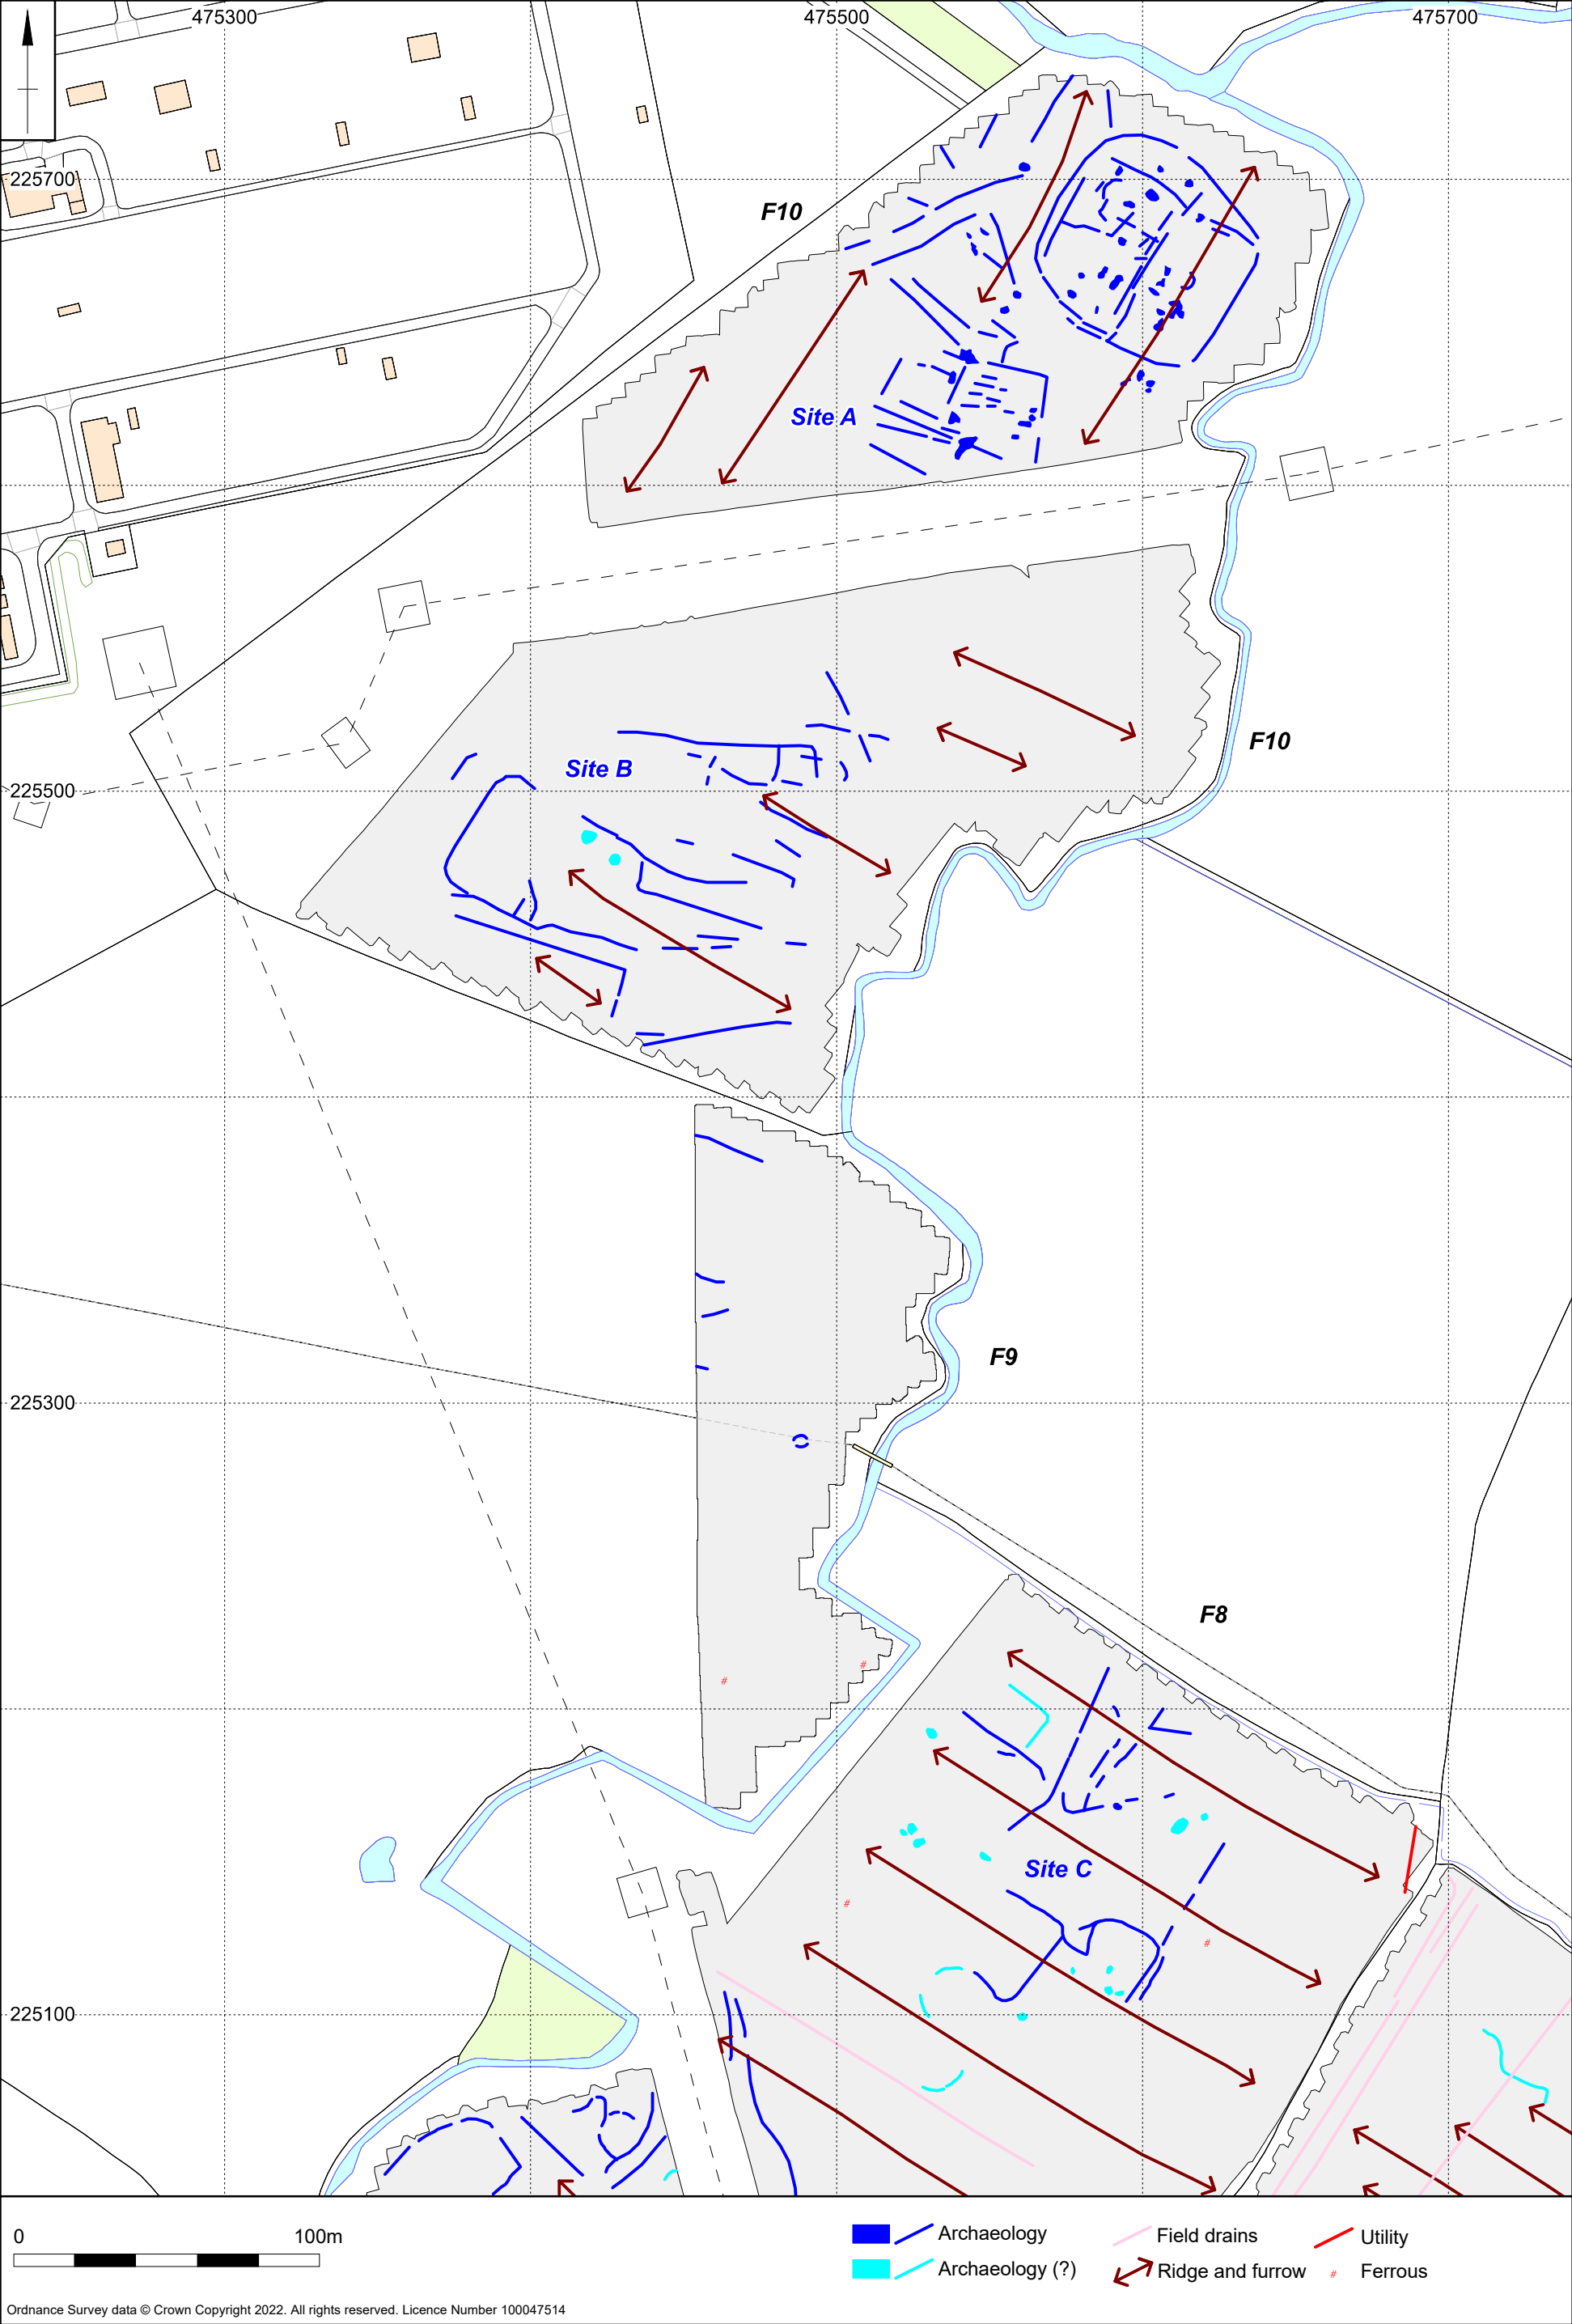 475300
475500
475700
225700
F10
Site A
F10
Site B
225500
F9
225300
F8
Site C
225100
0
100m
Archaeology
Field drains
Utility
Archaeology (?)
Ridge and furrow
# Ferrous
Ordnance Survey data © Crown Copyright 2022. All rights reserved. Licence Number 100047514